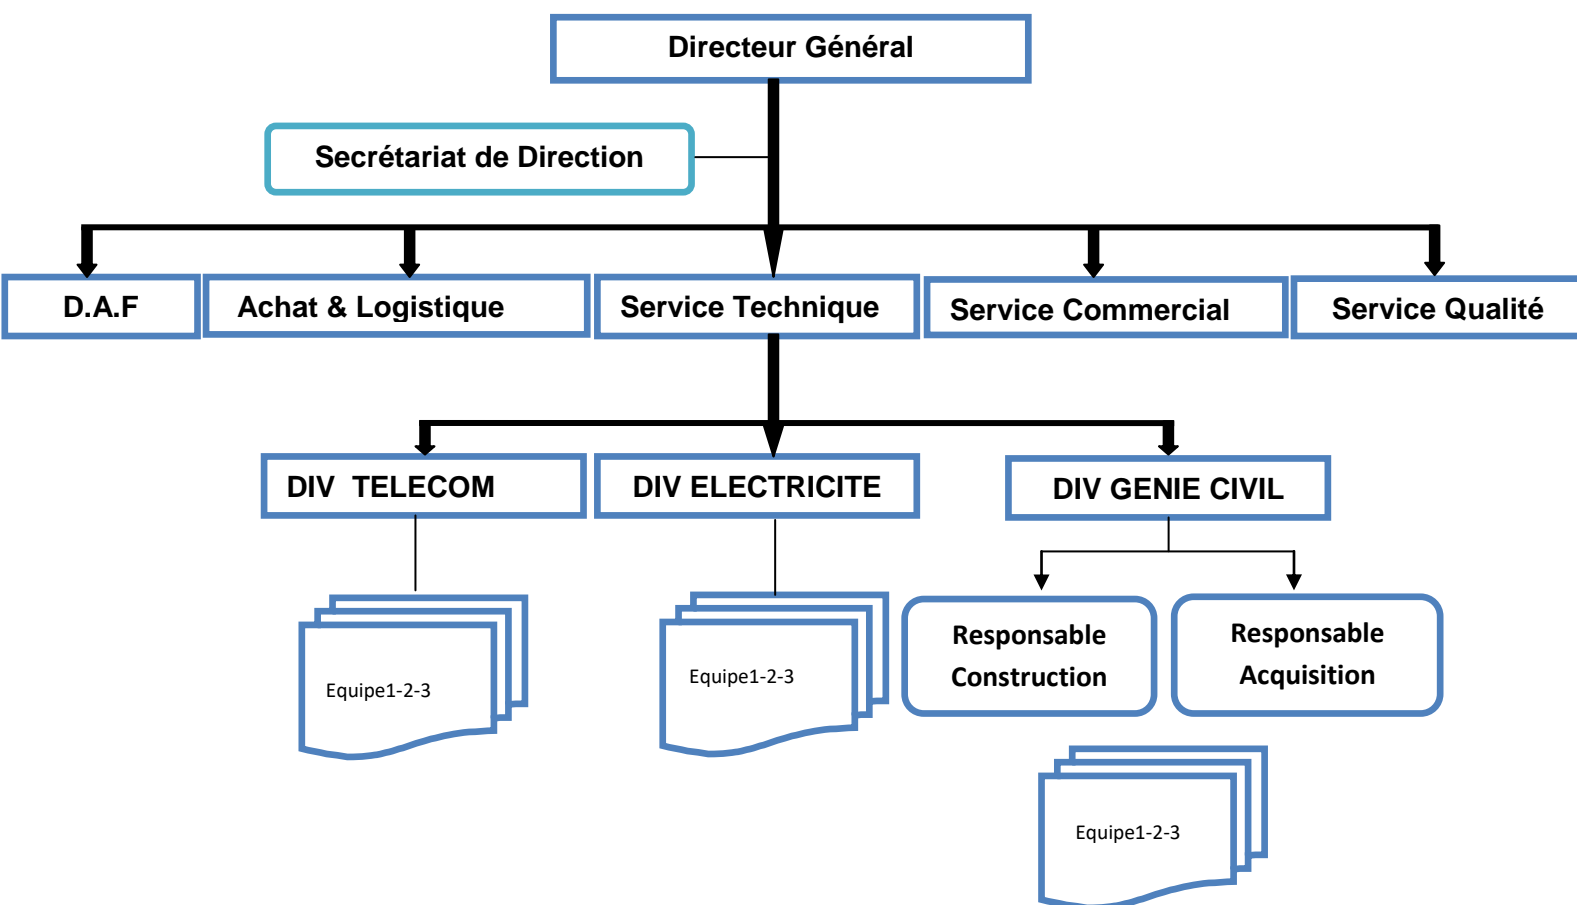 Directeur Général
Secrétariat de Direction
D.A.F
Achat & Logistique
Service Technique
Service Commercial
Service Qualité
DIV TELECOM
DIV ELECTRICITE
DIV GENIE CIVIL
Equipe1-2-3
Equipe1-2-3
Responsable
Construction
Responsable
Acquisition
Equipe1-2-3